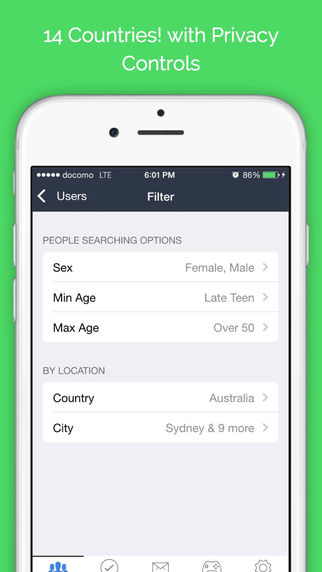 14 Countries! with Privacy
Controls
docomo LTE 6:01 PM 86%
Users Filter
PEOPLE SEARCHING OPTIONS
Sex Female, Male
Min Age Late Teen
Max Age Over 50
BY LOCATION
Country Australia
City Sydney & 9 more